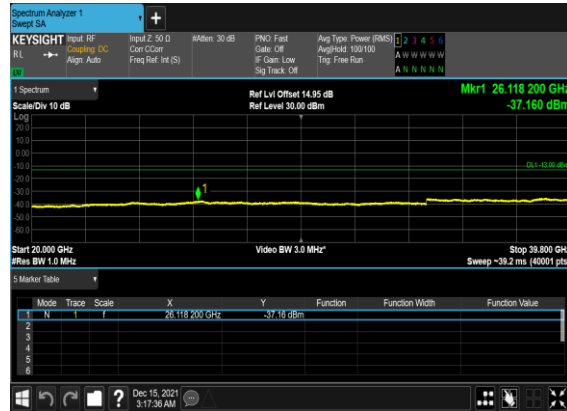 Spectrum Analyzer 1
Swept SA
+
KEYSIGHT Input: RF Input Z: 50 Ω #Atten: 30 dB PNO: Fast Avg Type: Power (RMS) 1 2 3 4 5 6
RL Coupling: DC Corr CCorr Gate: Off Avg|Hold: 100/100 A W W W W W
Align: Auto Freq Ref: Int (S) IF Gain: Low Trig: Free Run
Sig Track: Off A N N N N N
1 Spectrum Ref Lvl Offset 14.95 dB Mkr1 26.118 200 GHz
Scale/Div 10 dB Ref Level 30.00 dBm -37.160 dBm
Log
20.0
10.0
0.00
-10.0
DL1 -13.00 dBm
-20.0
-30.0
1
-40.0
-50.0
-60.0
Start 20.000 GHz Video BW 3.0 MHz* Stop 39.800 GHz
#Res BW 1.0 MHz Sweep ~39.2 ms (40001 pts)
5 Marker Table
Mode Trace Scale X Y Function Function Width Function Value
1 N 1 f 26.118 200 GHz -37.16 dBm
2
3
4
5
6
? Dec 15, 2021
3:17:36 AM